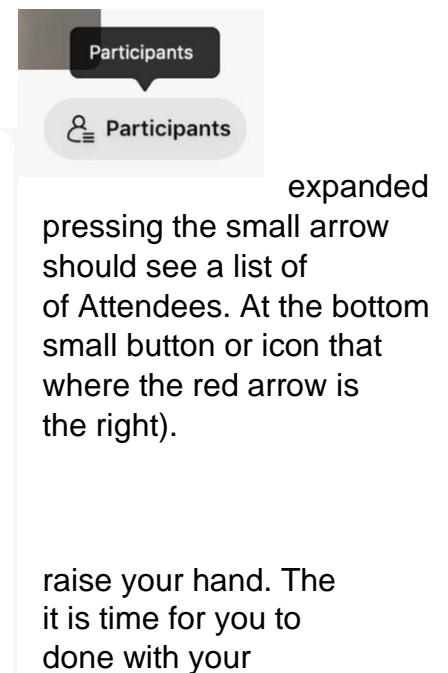 Participants
Participants
expanded
pressing the small arrow
should see a list of
of Attendees. At the bottom
small button or icon that
where the red arrow is
the right).
raise your hand. The
it is time for you to
done with your